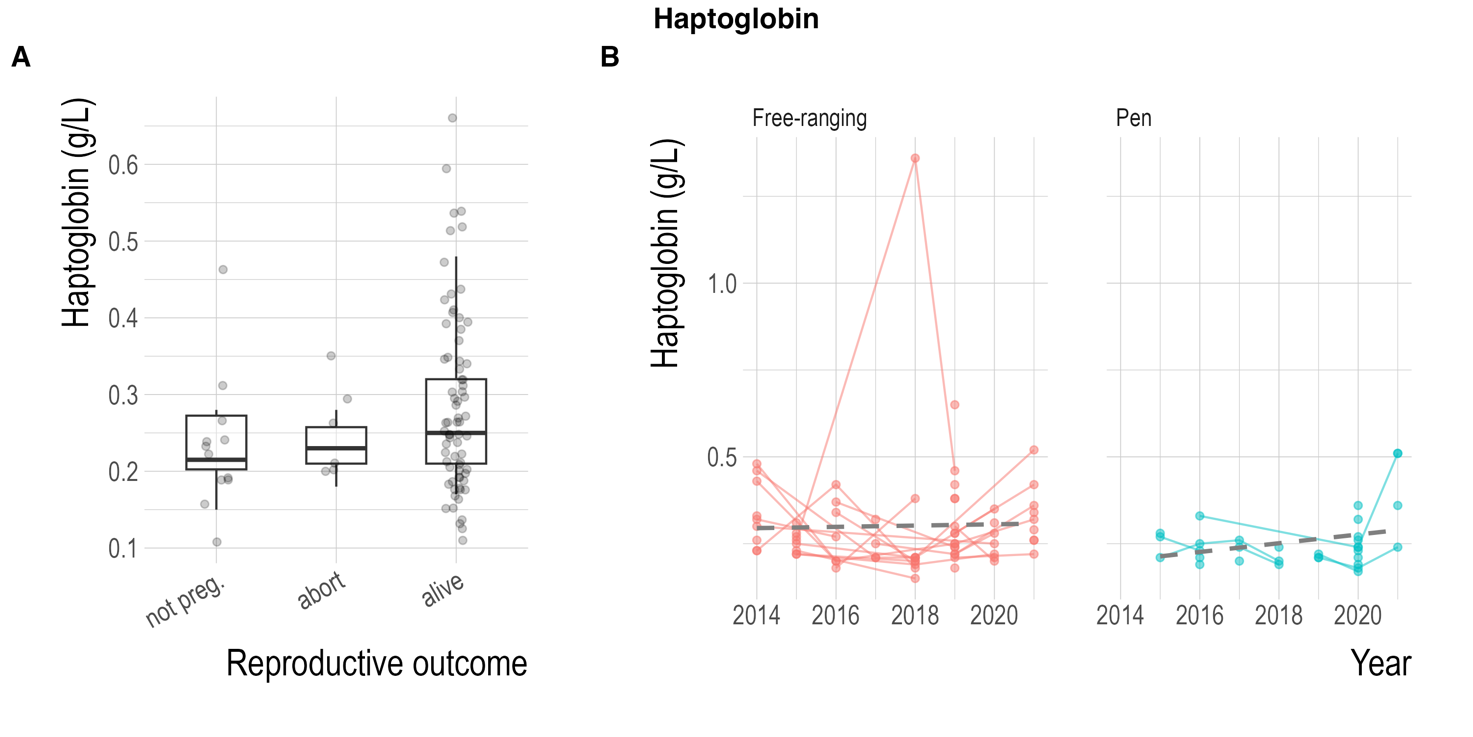 Haptoglobin
A
Haptoglobin (g/L)
0.6
0.5
0.4
0.3
0.2
0.1
not preg.
abort
alive
Reproductive outcome
B
Haptoglobin (g/L)
Free-ranging
Pen
1.0
0.5
2014 2016 2018 2020
2014 2016 2018 2020
Year